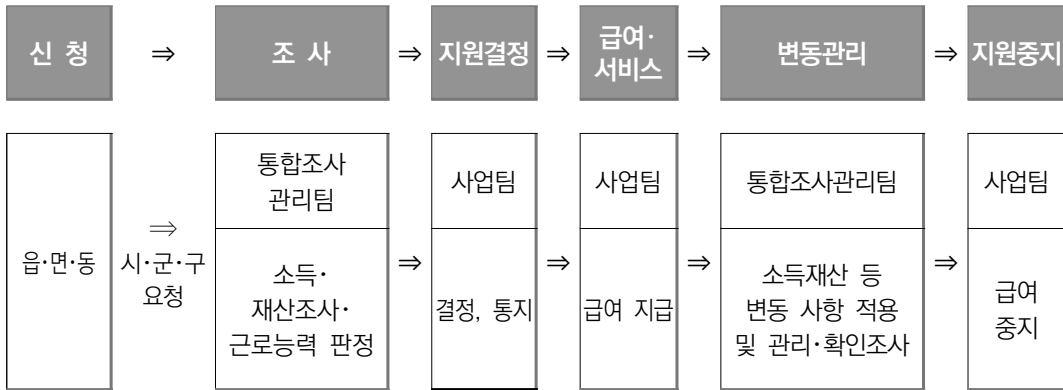 신 청 ⇒ 조 사 ⇒ 지원결정 ⇒ 급여·
서비스 ⇒ 변동관리 ⇒ 지원중지
읍·면·동
⇒
시·군·구
요청
통합조사
관리팀
소득·
재산조사·
근로능력 판정
⇒
사업팀
결정, 통지
⇒
사업팀
급여 지급
⇒
통합조사관리팀
소득재산 등
변동 사항 적용
및 관리·확인조사
⇒
사업팀
급여
중지